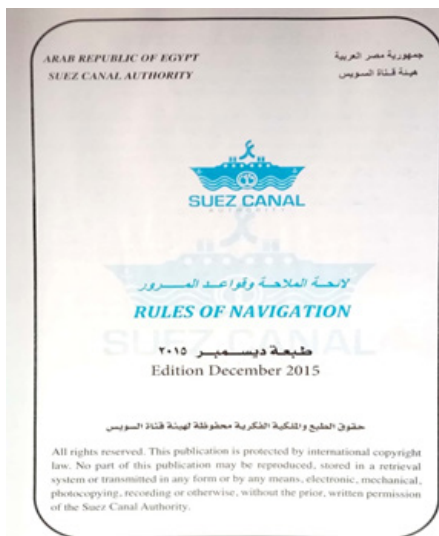 ARAB REPUBLIC OF EGYPT
SUEZ CANAL AUTHORITY
جمهورية مصر العربية
هيئة قناة السويس
SUEZ CANAL
AUTHORITY
لائحة الملاحة وقواعد المرور
RULES OF NAVIGATION
SUEZ CANAL
طبعة ديسمبر ٢٠١٥
Edition December 2015
حقوق الطبع والملكية الفكرية محفوظة لهيئة قناة السويس
All rights reserved. This publication is protected by international copyright
law. No part of this publication may be reproduced, stored in a retrieval
system or transmitted in any form or by any means, electronic, mechanical,
photocopying, recording or otherwise, without the prior, written permission
of the Suez Canal Authority.